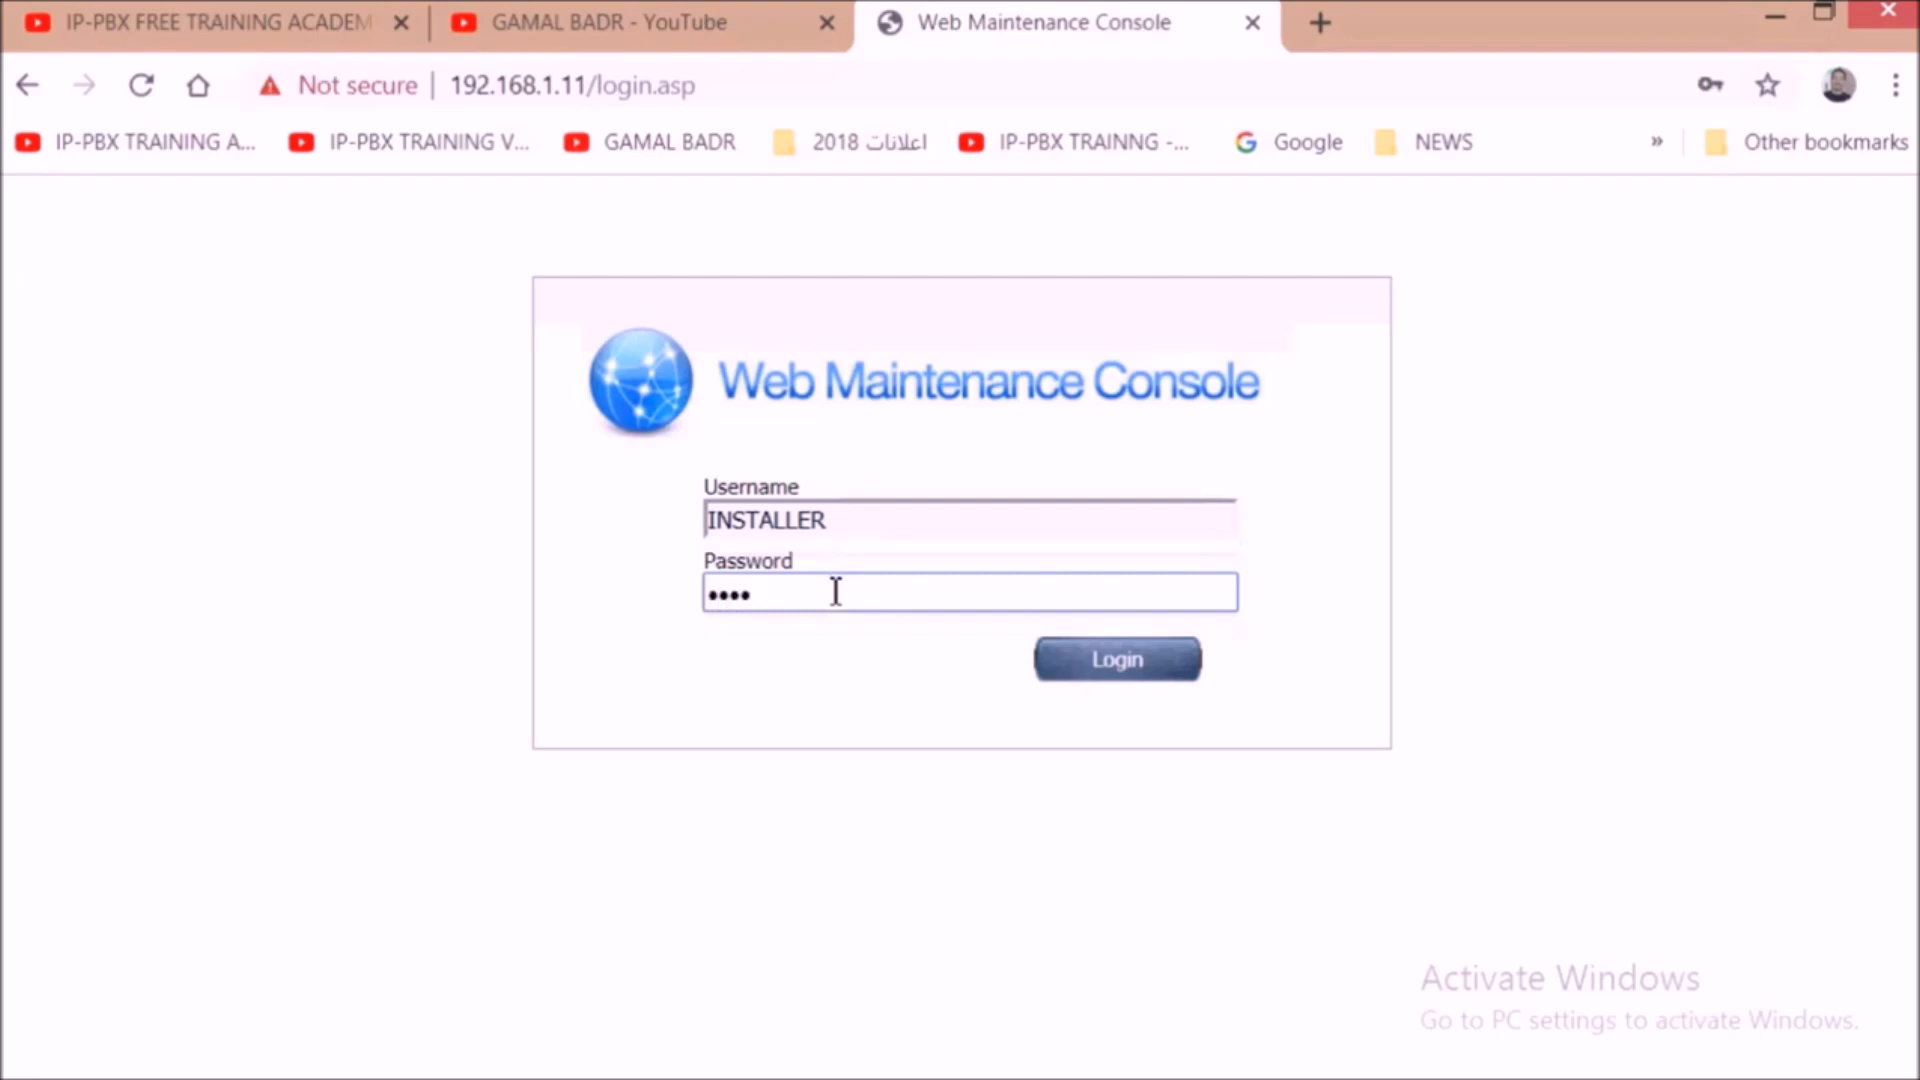 IP-PBX FREE TRAINING ACADEM
GAMAL BADR - YouTube
Web Maintenance Console
Not secure
192.168.1.11/login.asp
IP-PBX TRAINING A...
IP-PBX TRAINING V...
GAMAL BADR
اعلانات 2018
IP-PBX TRAINNG -...
Google
NEWS
Other bookmarks
Web Maintenance Console
Username
INSTALLER
Password
••••
Login
Activate Windows
Go to PC settings to activate Windows.